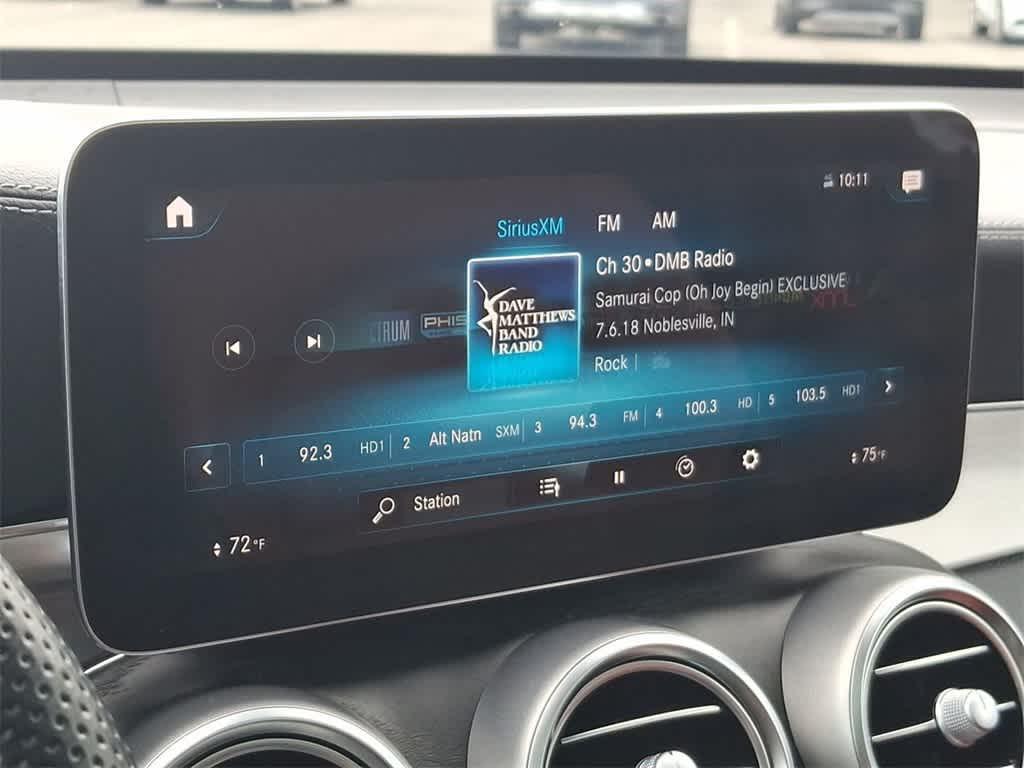 10:11
SiriusXM FM AM
Ch 30 • DMB Radio
Samurai Cop (Oh Joy Begin) EXCLUSIVE
7.6.18 Noblesville, IN
Rock
PHIS
DAVE
MATTHEWS
BAND
RADIO
1 92.3 HD1 2 Alt Natn SXM 3 94.3 FM 4 100.3 HD 5 103.5 HD1
Station
72°F
75°F